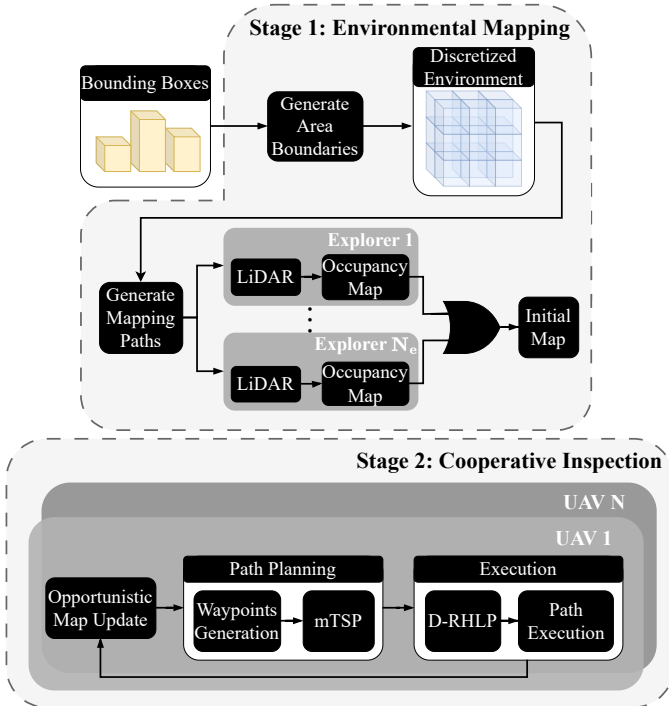 Stage 1: Environmental Mapping
Bounding Boxes
Generate
Area
Boundaries
Discretized
Environment
Generate
Mapping
Paths
Explorer 1
LiDAR
Occupancy
Map
Explorer Nₑ
LiDAR
Occupancy
Map
Initial
Map
Stage 2: Cooperative Inspection
UAV N
UAV 1
Opportunistic
Map Update
Path Planning
Waypoints
Generation
mTSP
Execution
D-RHLP
Path
Execution